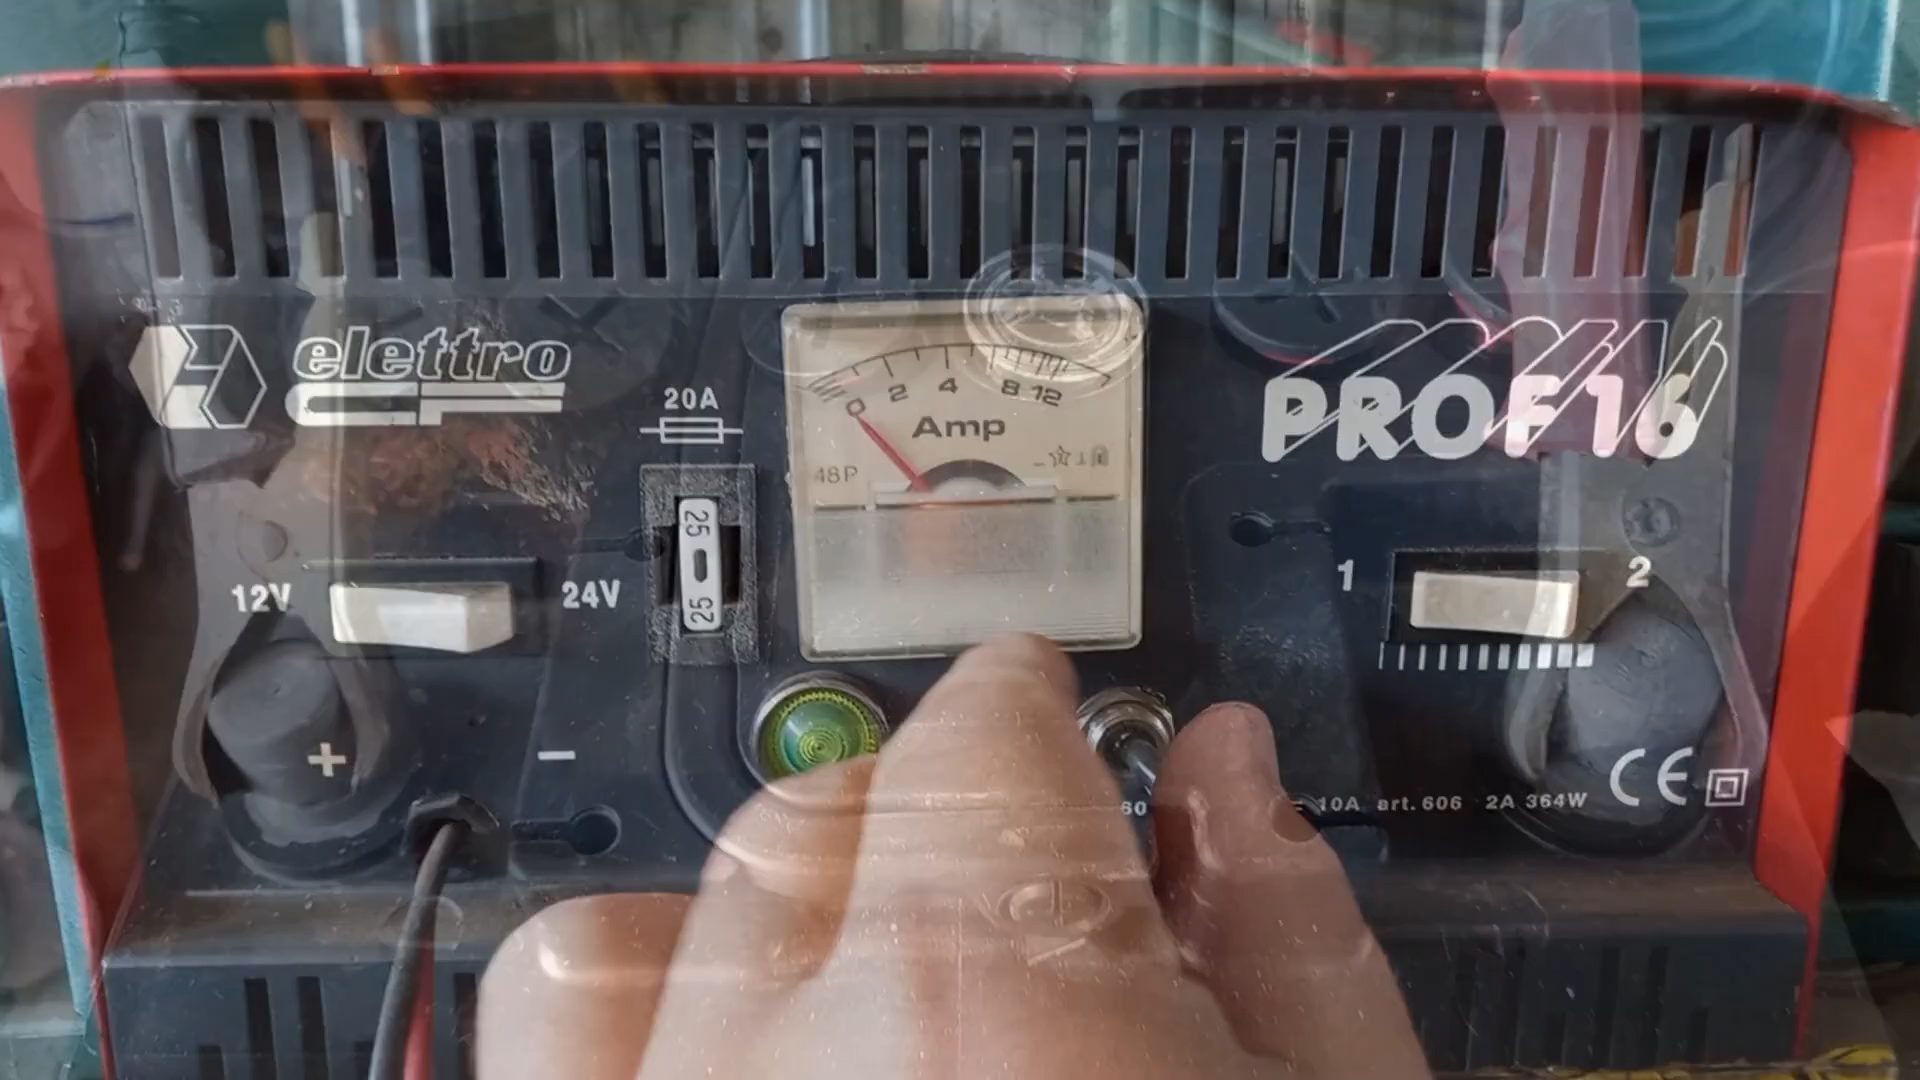 elettro
CF
20A
0 2 4 8 12
Amp
48P
PROF16
25
25
12V
24V
1
2
+
−
60
10A art.606 2A 364W
CE